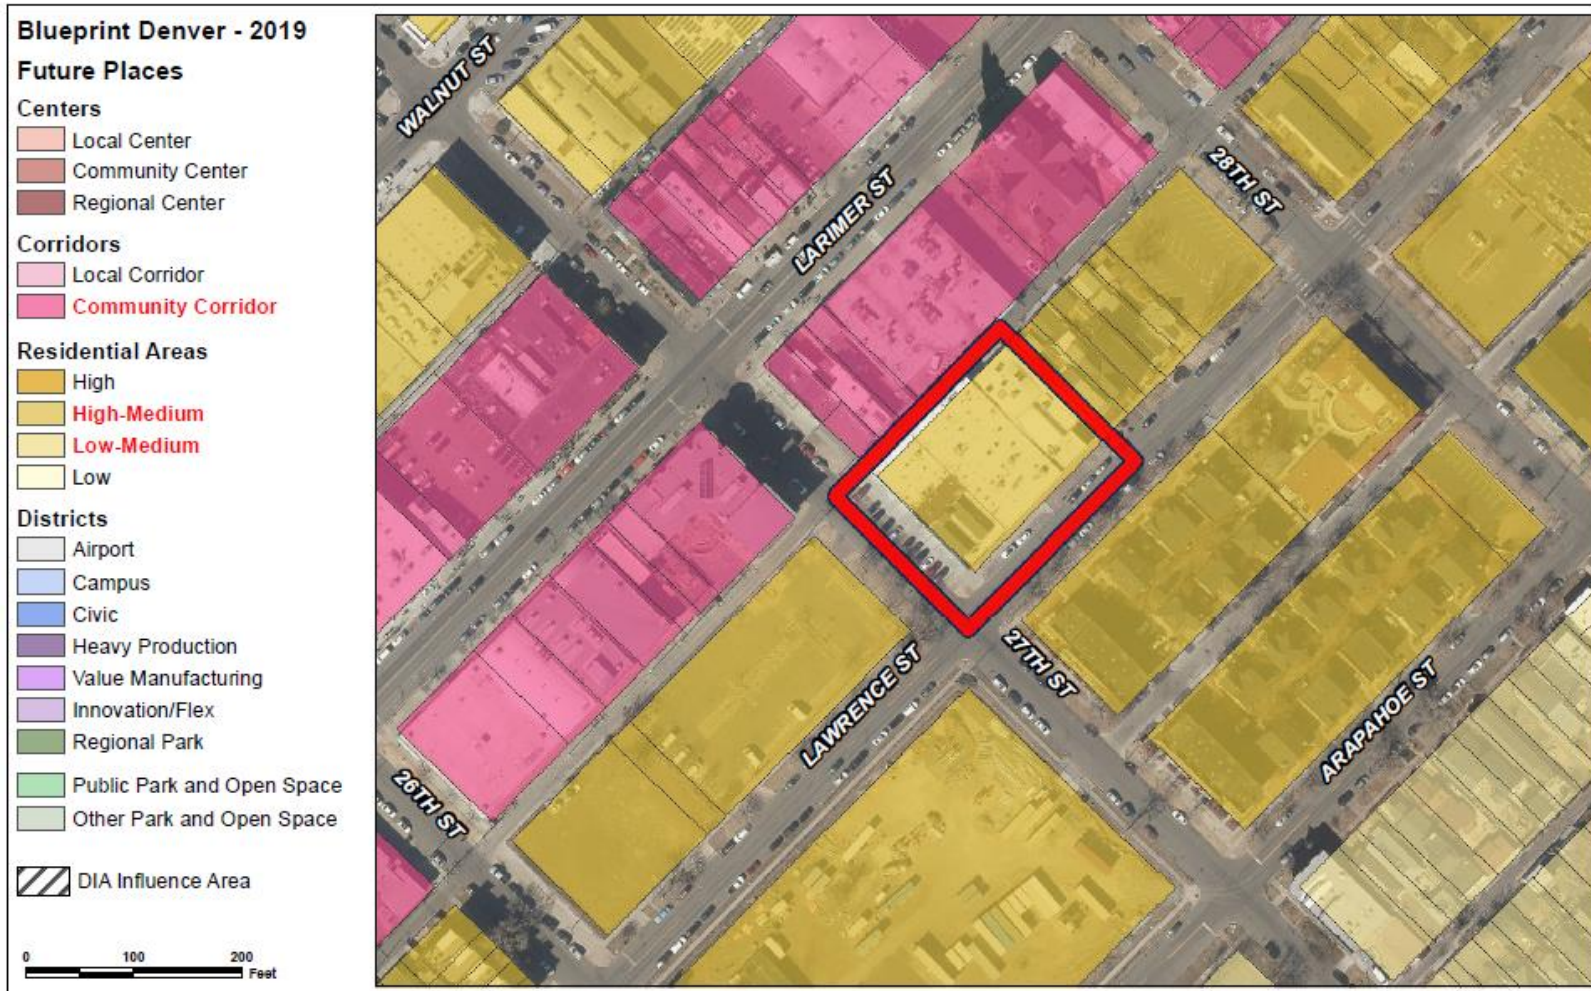 Blueprint Denver - 2019
Future Places
Centers
Local Center
Community Center
Regional Center
Corridors
Local Corridor
Community Corridor
Residential Areas
High
High-Medium
Low-Medium
Low
Districts
Airport
Campus
Civic
Heavy Production
Value Manufacturing
Innovation/Flex
Regional Park
Public Park and Open Space
Other Park and Open Space
DIA Influence Area
0 100 200
Feet
WALNUT ST
LARIMER ST
28TH ST
LAWRENCE ST
27TH ST
ARAPAHOE ST
26TH ST